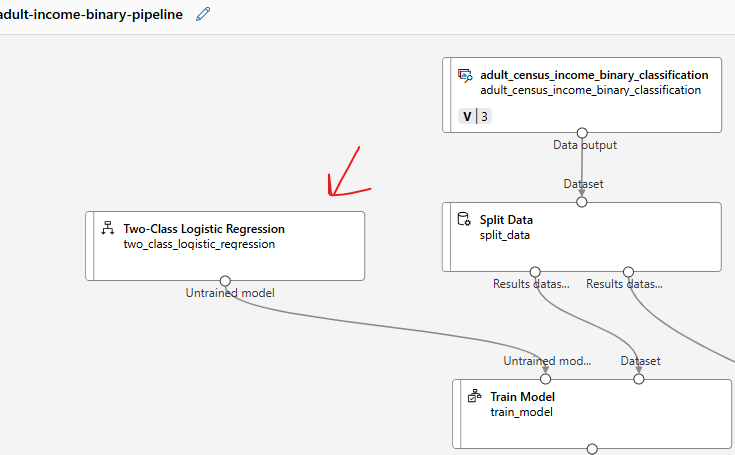 adult-income-binary-pipeline
adult_census_income_binary_classification
adult_census_income_binary_classification
V | 3
Data output
Dataset
Two-Class Logistic Regression
two_class_logistic_regression
Untrained model
Split Data
split_data
Results datas...
Results datas...
Untrained mod...
Dataset
Train Model
train_model